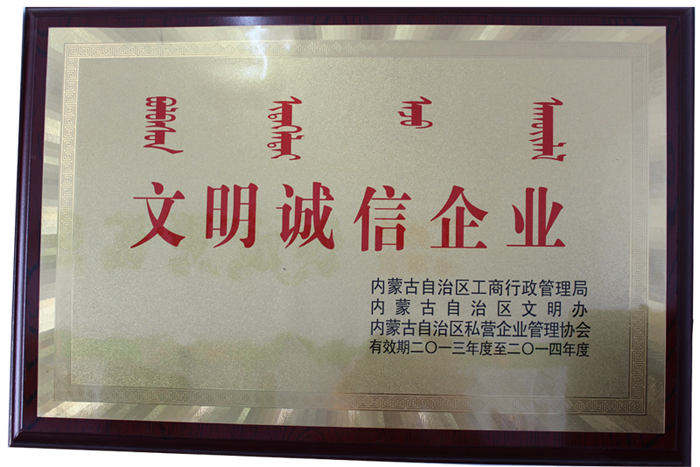 文明诚信企业
内蒙古自治区工商行政管理局
内蒙古自治区文明办
内蒙古自治区私营企业管理协会
有效期二〇一三年度至二〇一四年度